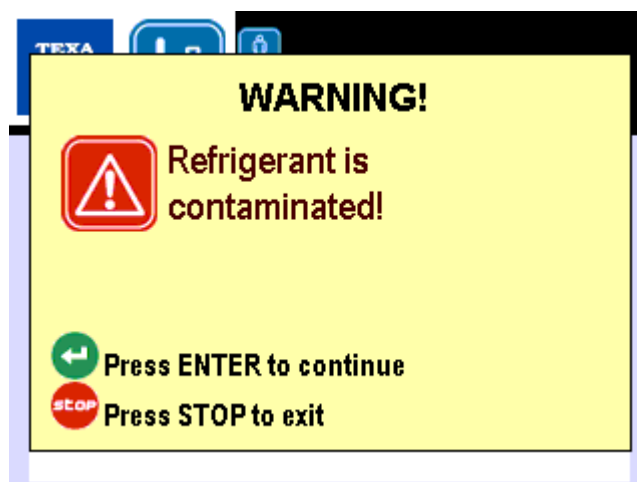 TEXA
WARNING!
Refrigerant is
contaminated!
Press ENTER to continue
stop Press STOP to exit